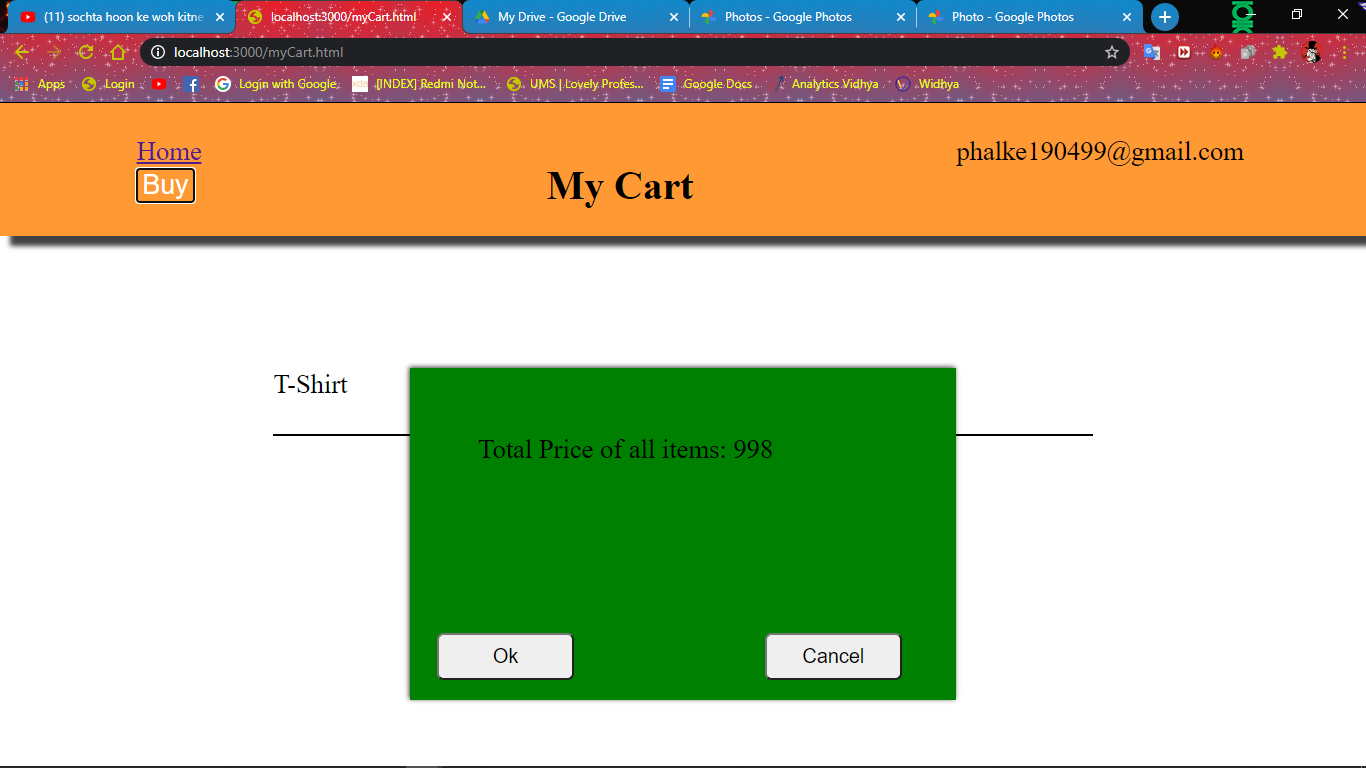 (11) sochta hoon ke woh kitne
localhost:3000/myCart.html
My Drive - Google Drive
Photos - Google Photos
Photo - Google Photos
localhost:3000/myCart.html
Apps
Login
Login with Google
[INDEX] Redmi Not...
UMS | Lovely Profes...
Google Docs
Analytics Vidhya
Widhya
Home
phalke190499@gmail.com
Buy
My Cart
T-Shirt
Total Price of all items: 998
Ok
Cancel